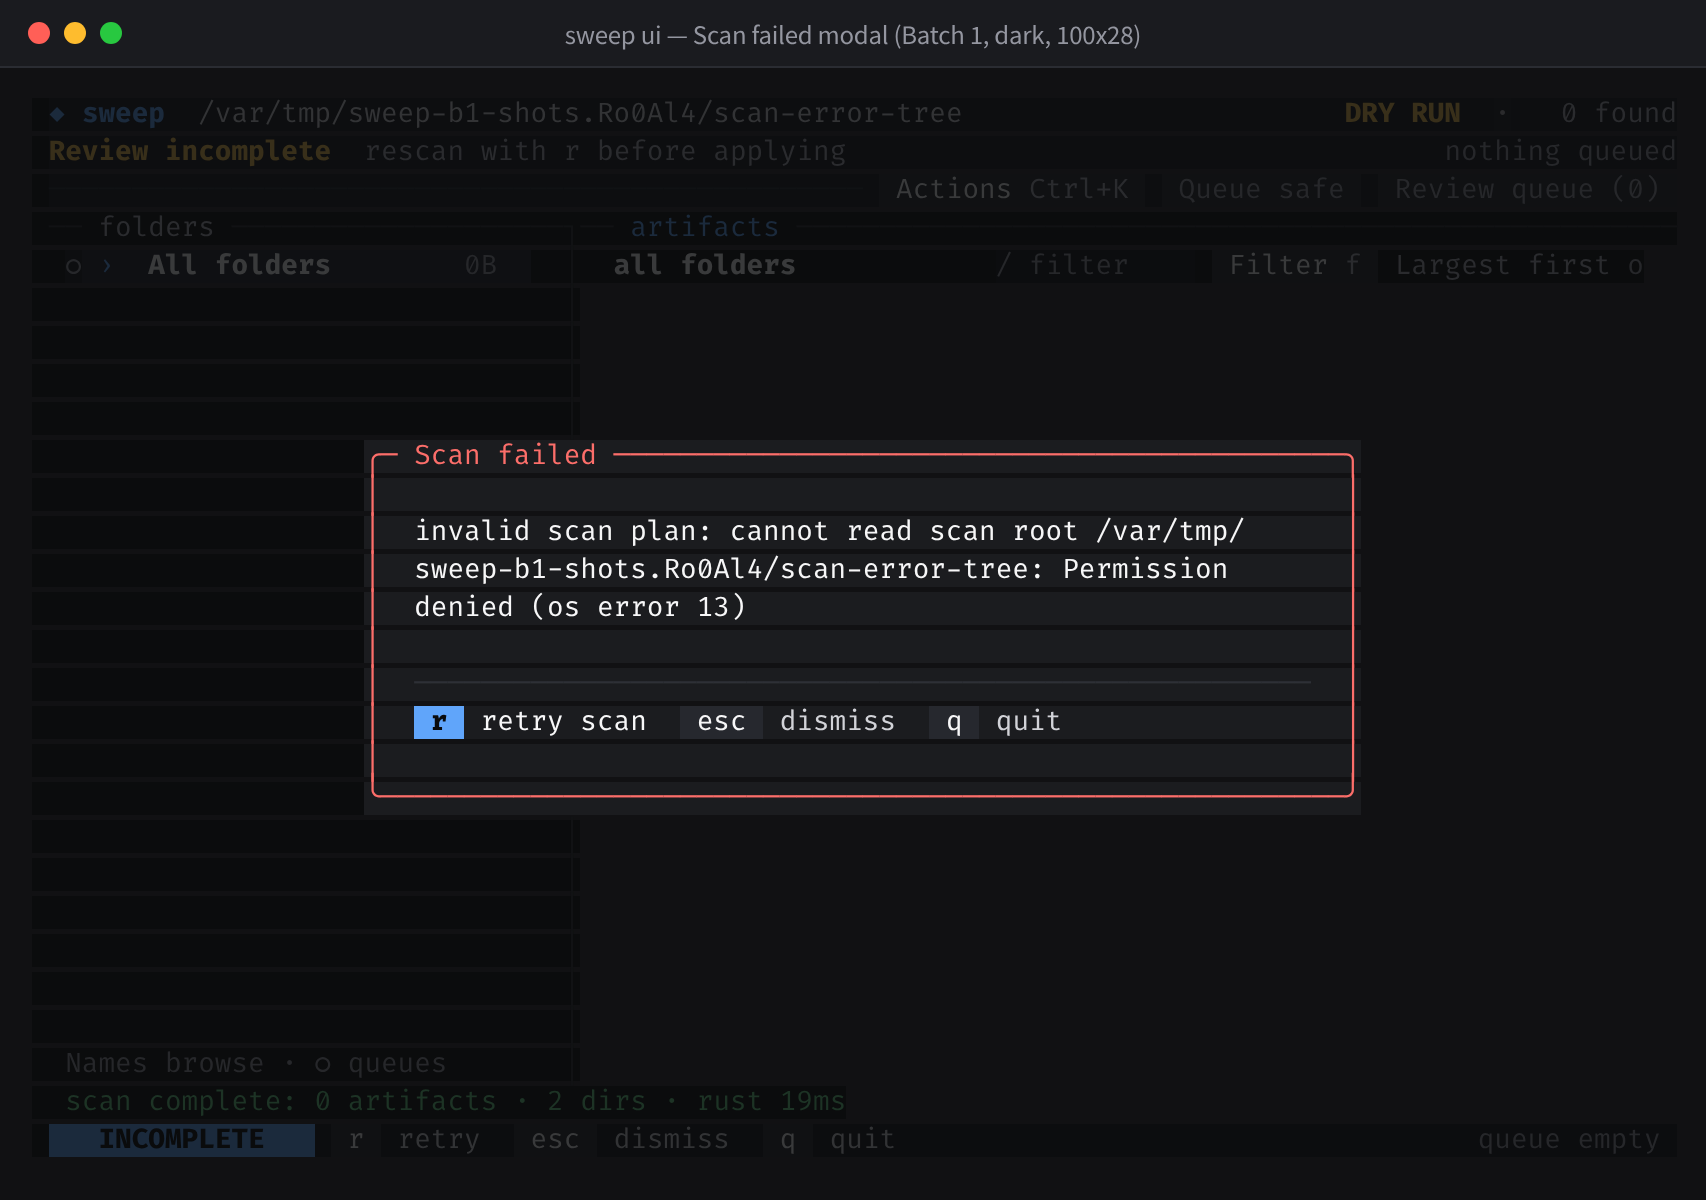 sweep ui — Scan failed modal (Batch 1, dark, 100x28)
◆ sweep /var/tmp/sweep-b1-shots.Ro0Al4/scan-error-tree DRY RUN · 0 found
Review incomplete rescan with r before applying nothing queued
Actions Ctrl+K Queue safe Review queue (0)
folders artifacts
○ › All folders 0B all folders / filter Filter f Largest first o
Scan failed
invalid scan plan: cannot read scan root /var/tmp/
sweep-b1-shots.Ro0Al4/scan-error-tree: Permission
denied (os error 13)
r retry scan esc dismiss q quit
Names browse · ○ queues
scan complete: 0 artifacts · 2 dirs · rust 19ms
INCOMPLETE r retry esc dismiss q quit queue empty